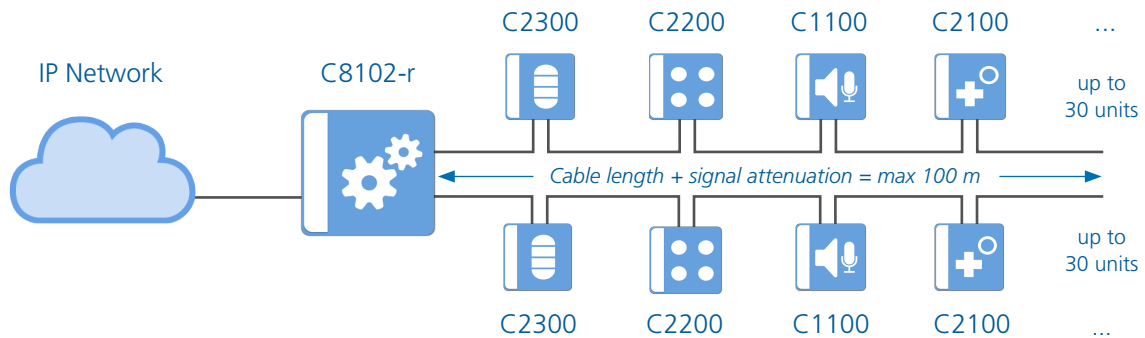 C2300 C2200 C1100 C2100 ...
IP Network C8102-r
up to
30 units
Cable length + signal attenuation = max 100 m
up to
30 units
C2300 C2200 C1100 C2100 ...